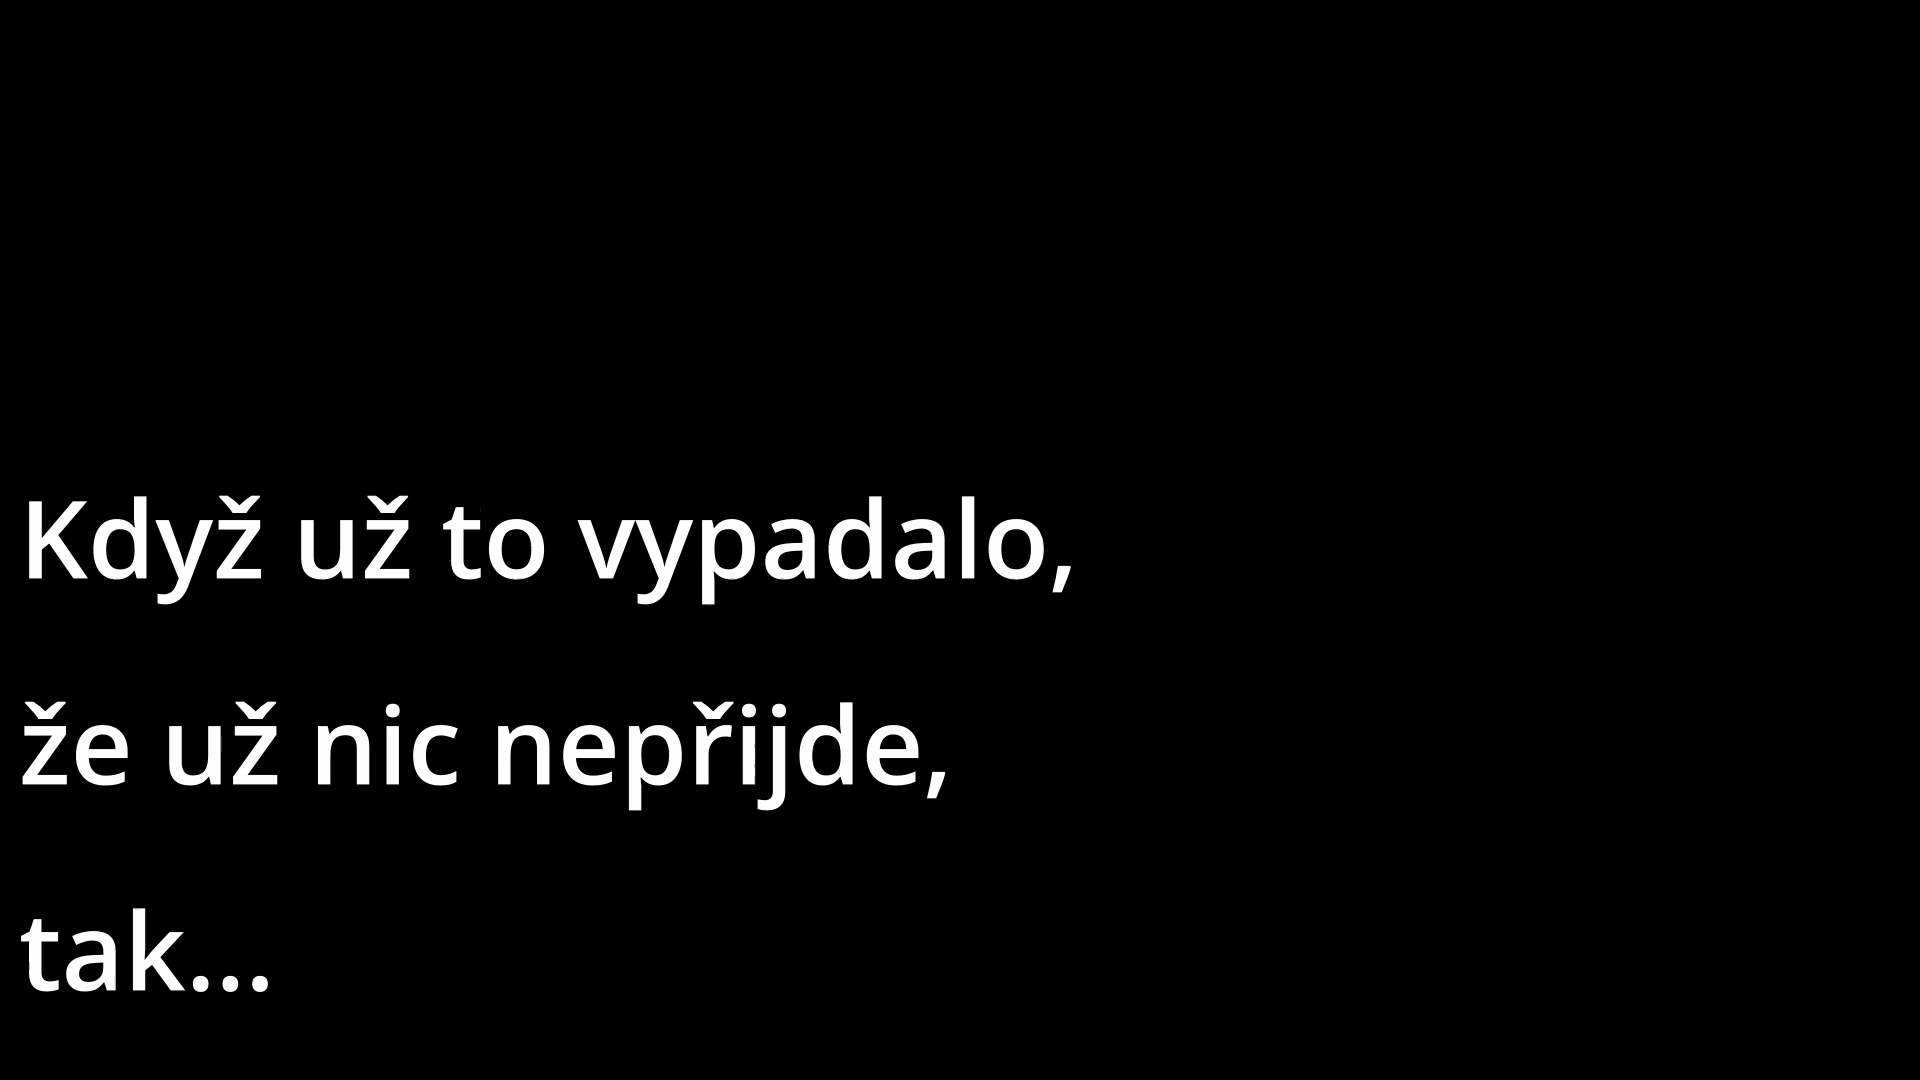 Když už to vypadalo,
že už nic nepřijde,
tak...